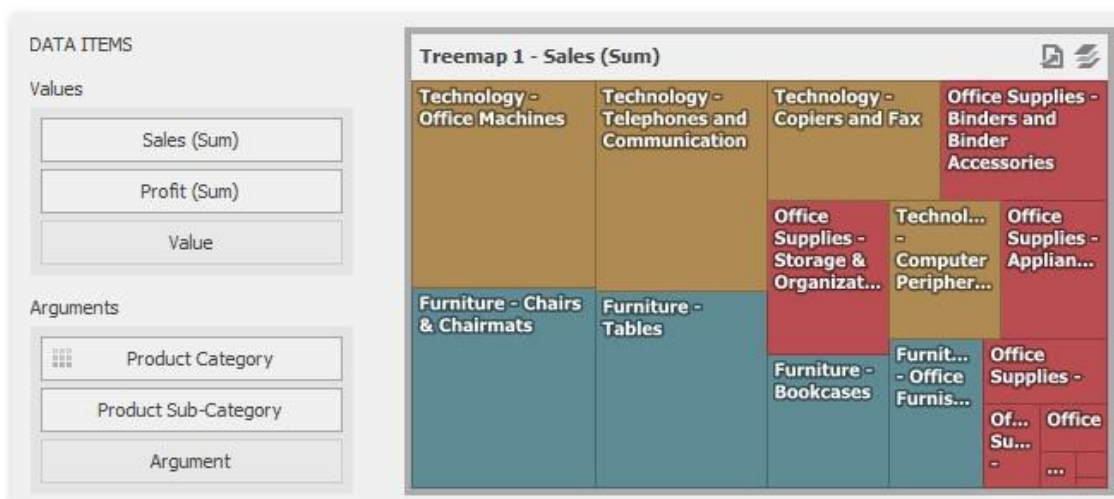 DATA ITEMS
Values
Sales (Sum)
Profit (Sum)
Value
Arguments
Product Category
Product Sub-Category
Argument
Treemap 1 - Sales (Sum)
Technology -
Office Machines
Technology -
Telephones and
Communication
Technology -
Copiers and Fax
Office Supplies -
Binders and
Binder
Accessories
Office
Supplies -
Storage &
Organizat...
Technol...
-
Computer
Peripher...
Office
Supplies -
Applian...
Furniture - Chairs
& Chairmats
Furniture -
Tables
Furniture -
Bookcases
Furnit...
- Office
Furnis...
Office
Supplies -
Of...
Su...
-
Office
...